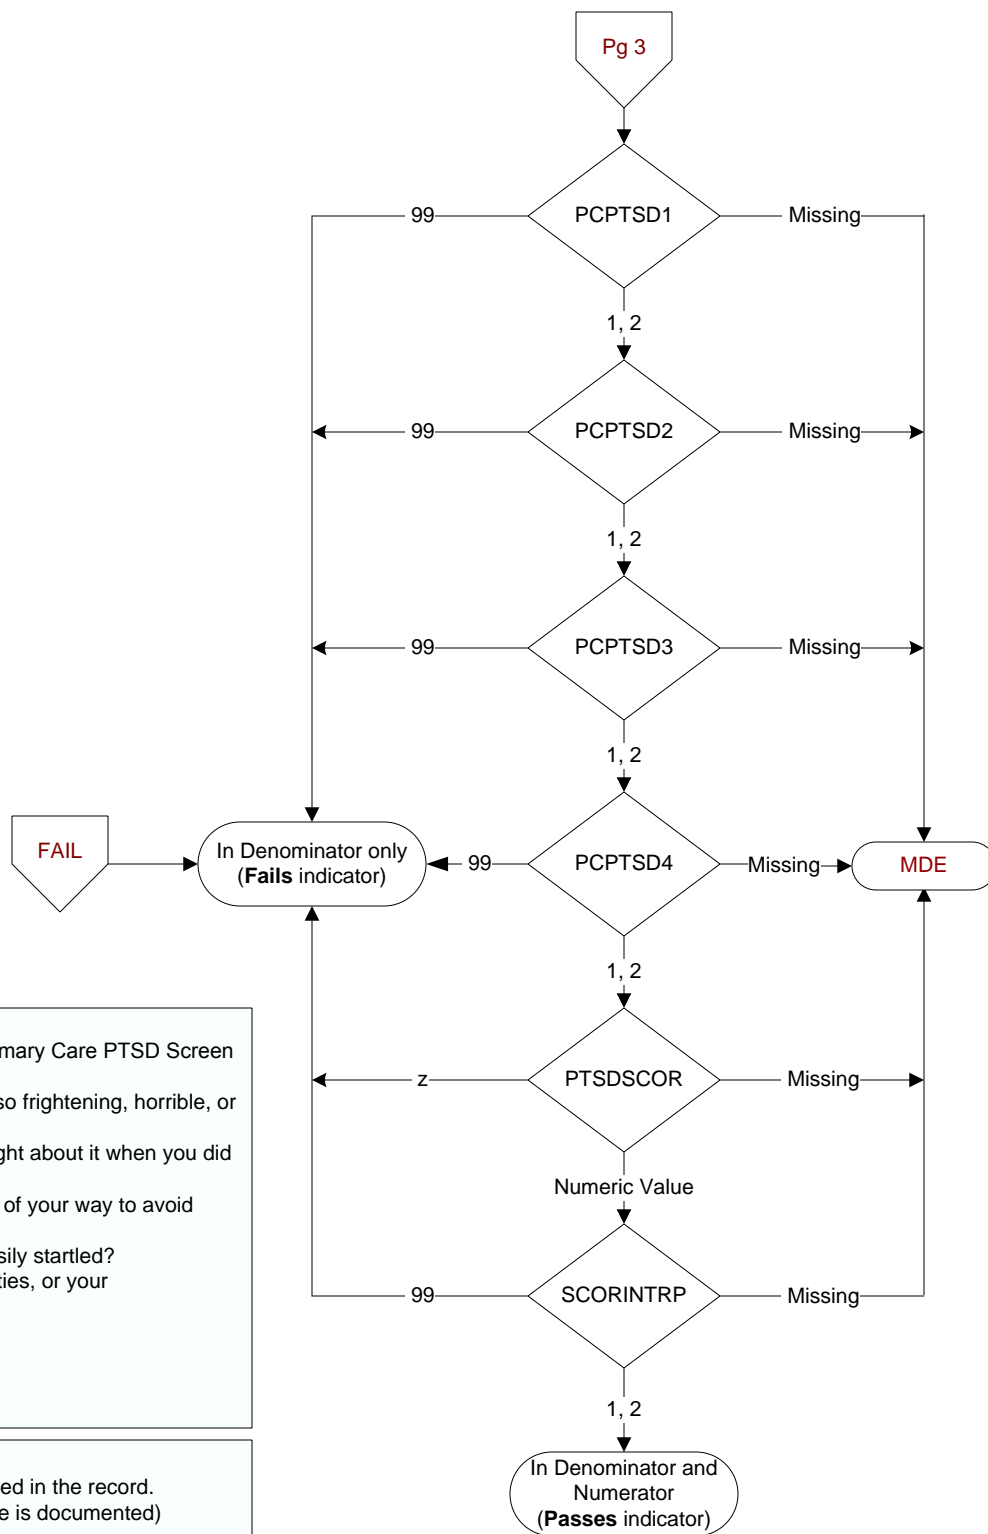 Pg 3
PCPTSD1
99
Missing
1, 2
PCPTSD2
99
Missing
1, 2
PCPTSD3
99
Missing
1, 2
FAIL
In Denominator only
(Fails indicator)
99
PCPTSD4
Missing
MDE
1, 2
PTSDSCOR
z
Missing
Numeric Value
SCORINTRP
99
Missing
1, 2
In Denominator and
Numerator
(Passes indicator)
mary Care PTSD Screen
so frightening, horrible, or
ght about it when you did
of your way to avoid
sily startled?
ties, or your
ed in the record.
e is documented)